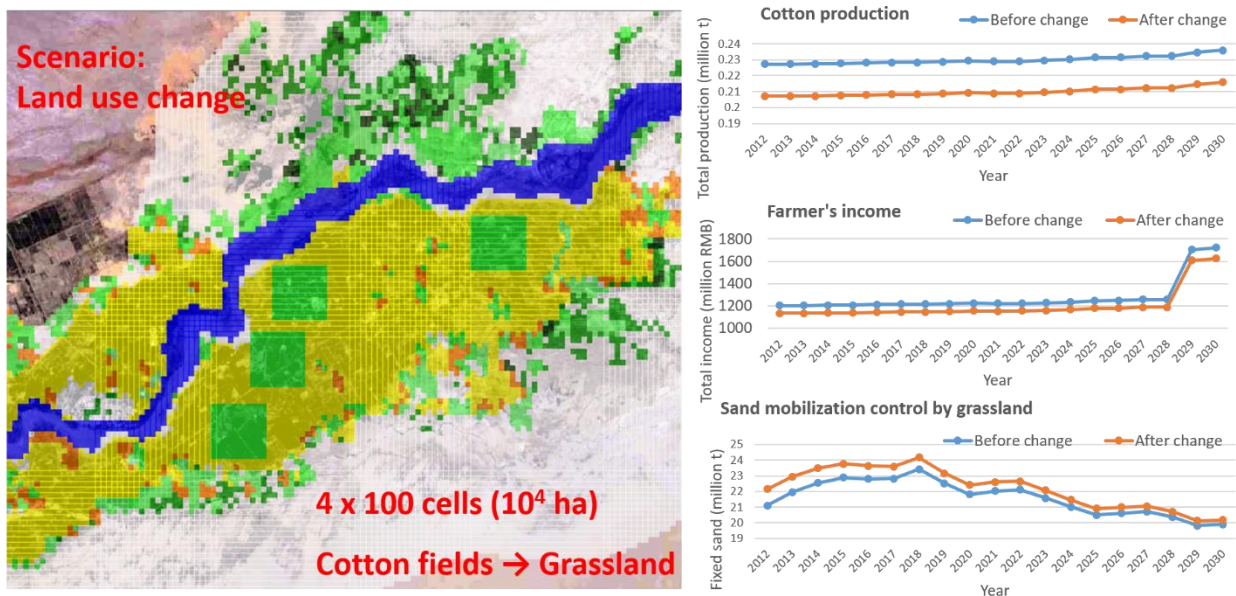 Scenario:
Land use change
4 x 100 cells (10⁴ ha)
Cotton fields → Grassland
Cotton production
Before change
After change
Total production (million t)
0.24
0.23
0.22
0.21
0.2
0.19
2012 2013 2014 2015 2016 2017 2018 2019 2020 2021 2022 2023 2024 2025 2026 2027 2028 2029 2030
Year
Farmer's income
Before change
After change
Total income (million RMB)
1800
1600
1400
1200
1000
2012 2013 2014 2015 2016 2017 2018 2019 2020 2021 2022 2023 2024 2025 2026 2027 2028 2029 2030
Year
Sand mobilization control by grassland
Before change
After change
Fixed sand (million t)
25
24
23
22
21
20
19
2012 2013 2014 2015 2016 2017 2018 2019 2020 2021 2022 2023 2024 2025 2026 2027 2028 2029 2030
Year